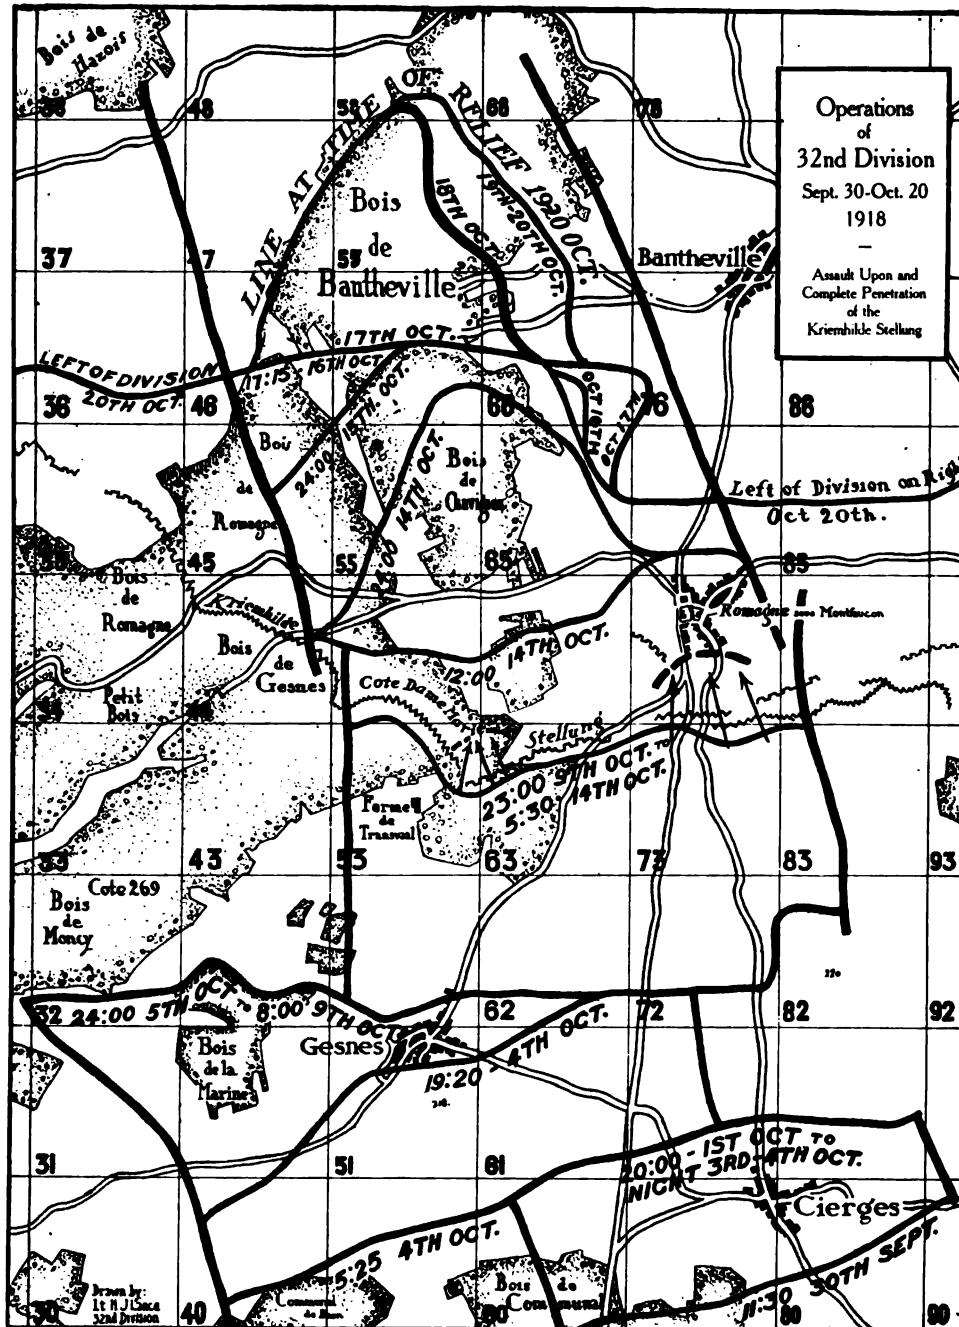 Operations
of
32nd Division
Sept. 30-Oct. 20
1918
Assault Upon and
Complete Penetration
of the
Kriemhilde Stellung
Bois de
Hazois
LINE AT TIME OF RELIEF 1920 OCT.
48
58
68
78
Bois
de
Bantheville
18TH OCT.
19TH-20TH OCT.
Bantheville
37
57
LEFT OF DIVISION
20TH OCT.
17TH OCT.
17:15 - 16TH OCT.
24:00 15TH OCT.
OCT 16TH
OCT 17TH
36
46
66
76
86
Bois
de
Romagne
24:00 14TH OCT.
Bois
de
Left of Division on Right
Oct 20th.
45
55
65
85
Bois
de
Romagne
Kriemhilde
Bois
de
Gesnes
12:00 14TH OCT.
Romagne sous Montfaucon
Petit
Bois
Cote Dame Marie
Stellung
23:00 9TH OCT. TO
5:30 - 14TH OCT.
Ferme
de
Transval
43
53
63
73
83
93
Cote 269
Bois
de
Moncy
32
24:00 5TH OCT TO 8:00 9TH OCT.
62
72
82
92
Gesnes
Bois
de la
Marine
19:20 - 4TH OCT.
31
51
61
20:00 - 1ST OCT TO
NIGHT 3RD-4TH OCT.
Cierges
5:25 4TH OCT.
11:30 30TH SEPT.
Bois de
Communal
Drawn by:
32nd Division
30
40
80
90